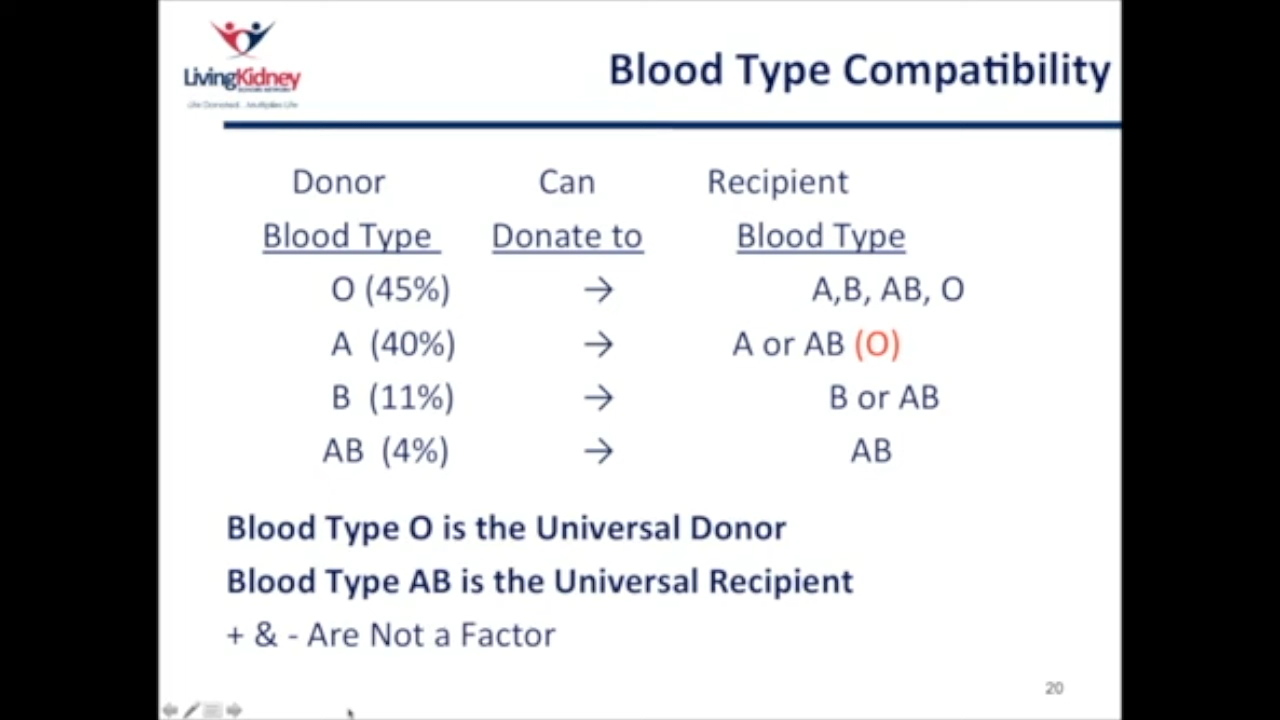 LivingKidney
Blood Type Compatibility
Donor Can Recipient
Blood Type Donate to Blood Type
O (45%) → A,B, AB, O
A (40%) → A or AB (O)
B (11%) → B or AB
AB (4%) → AB
Blood Type O is the Universal Donor
Blood Type AB is the Universal Recipient
+ & - Are Not a Factor
20